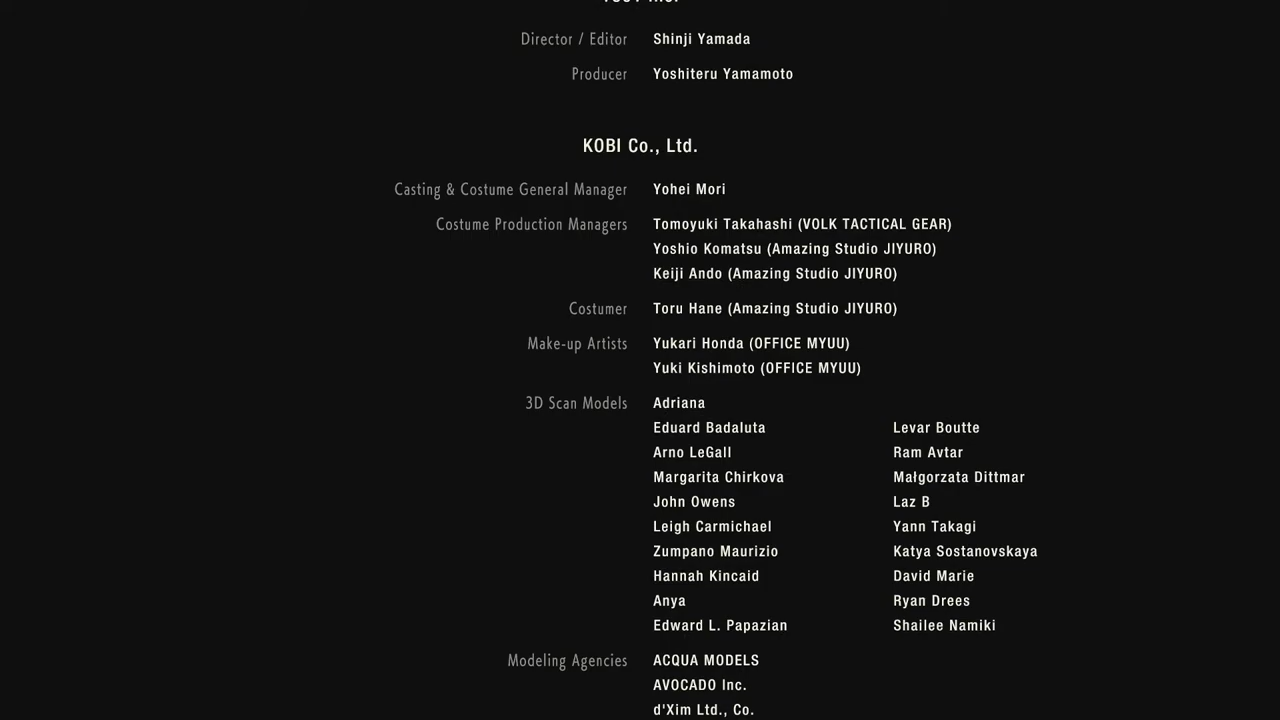 Director / Editor Shinji Yamada
Producer Yoshiteru Yamamoto
KOBI Co., Ltd.
Casting & Costume General Manager Yohei Mori
Costume Production Managers Tomoyuki Takahashi (VOLK TACTICAL GEAR)
Yoshio Komatsu (Amazing Studio JIYURO)
Keiji Ando (Amazing Studio JIYURO)
Costumer Toru Hane (Amazing Studio JIYURO)
Make-up Artists Yukari Honda (OFFICE MYUU)
Yuki Kishimoto (OFFICE MYUU)
3D Scan Models Adriana
Eduard Badaluta Levar Boutte
Arno LeGall Ram Avtar
Margarita Chirkova Małgorzata Dittmar
John Owens Laz B
Leigh Carmichael Yann Takagi
Zumpano Maurizio Katya Sostanovskaya
Hannah Kincaid David Marie
Anya Ryan Drees
Edward L. Papazian Shailee Namiki
Modeling Agencies ACQUA MODELS
AVOCADO Inc.
d'Xim Ltd., Co.